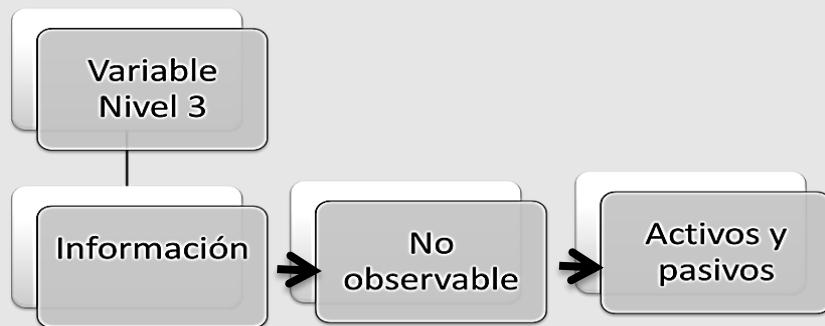 Variable
Nivel 3
Información
No
observable
Activos y
pasivos